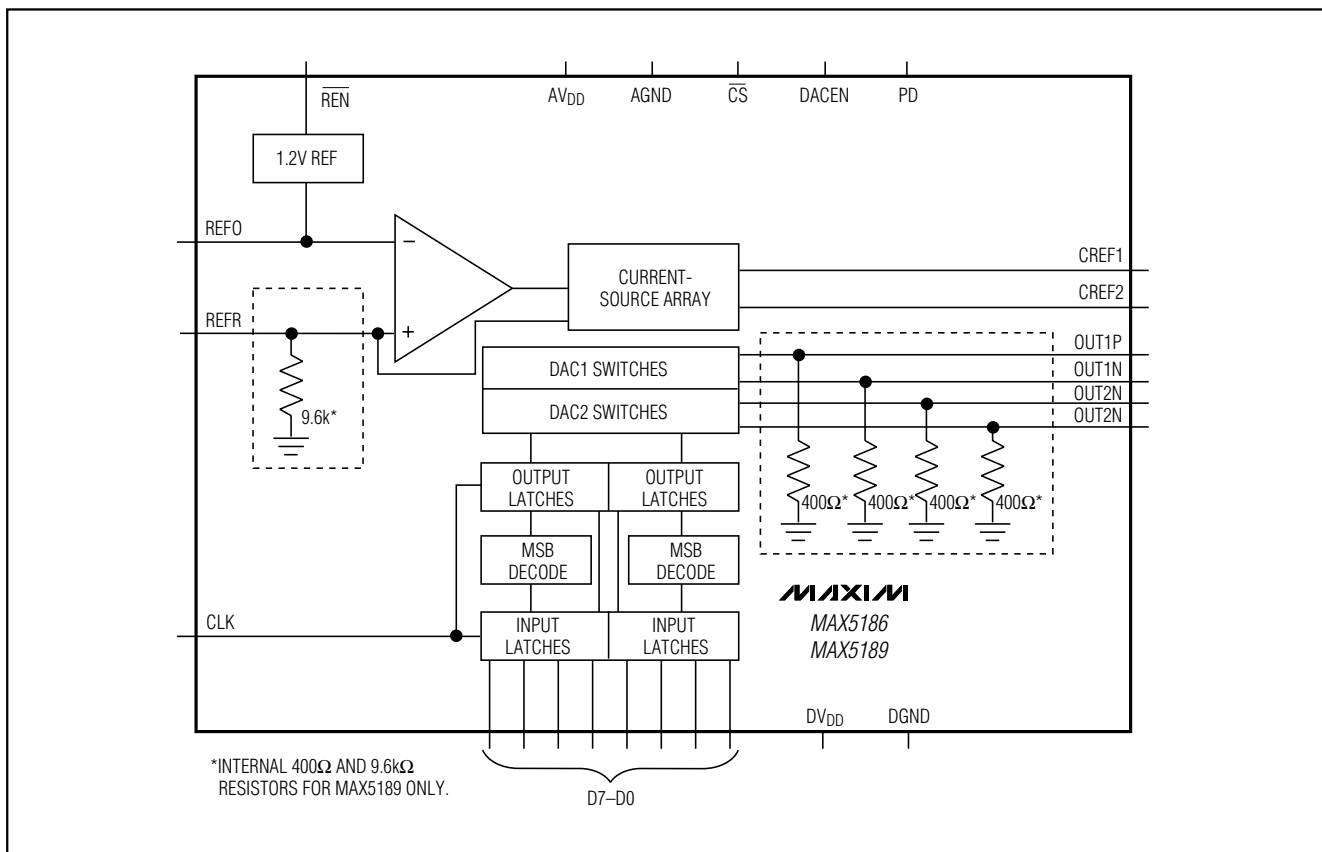 REN
AVDD
AGND
CS
DACEN
PD
1.2V REF
REFO
−
CURRENT-
SOURCE ARRAY
CREF1
CREF2
REFR
+
9.6k*
DAC1 SWITCHES
DAC2 SWITCHES
OUT1P
OUT1N
OUT2N
OUT2N
400Ω*
400Ω*
400Ω*
400Ω*
OUTPUT
LATCHES
OUTPUT
LATCHES
MSB
DECODE
MSB
DECODE
CLK
INPUT
LATCHES
INPUT
LATCHES
MAXIM
MAX5186
MAX5189
DVDD
DGND
*INTERNAL 400Ω AND 9.6kΩ
RESISTORS FOR MAX5189 ONLY.
D7–D0